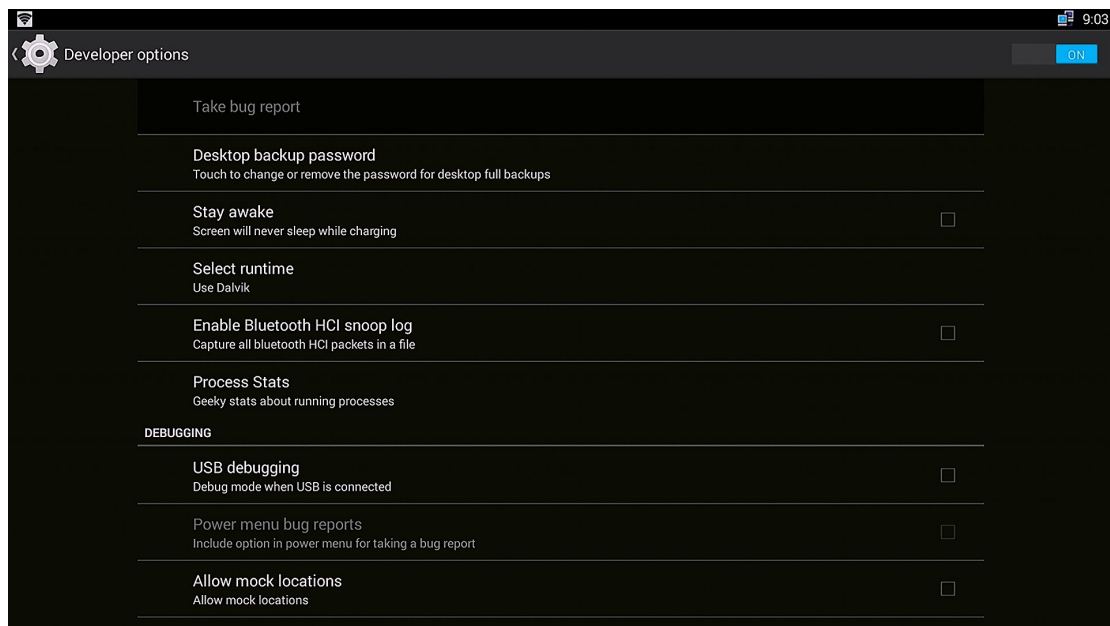 9:03
Developer options
ON
Take bug report
Desktop backup password
Touch to change or remove the password for desktop full backups
Stay awake
Screen will never sleep while charging
Select runtime
Use Dalvik
Enable Bluetooth HCI snoop log
Capture all bluetooth HCI packets in a file
Process Stats
Geeky stats about running processes
DEBUGGING
USB debugging
Debug mode when USB is connected
Power menu bug reports
Include option in power menu for taking a bug report
Allow mock locations
Allow mock locations